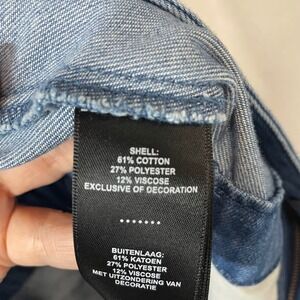 SHELL:
61% COTTON
27% POLYESTER
12% VISCOSE
EXCLUSIVE OF DECORATION
.......
BUITENLAAG:
61% KATOEN
27% POLYESTER
12% VISCOSE
MET UITZONDERING VAN
DECORATIE